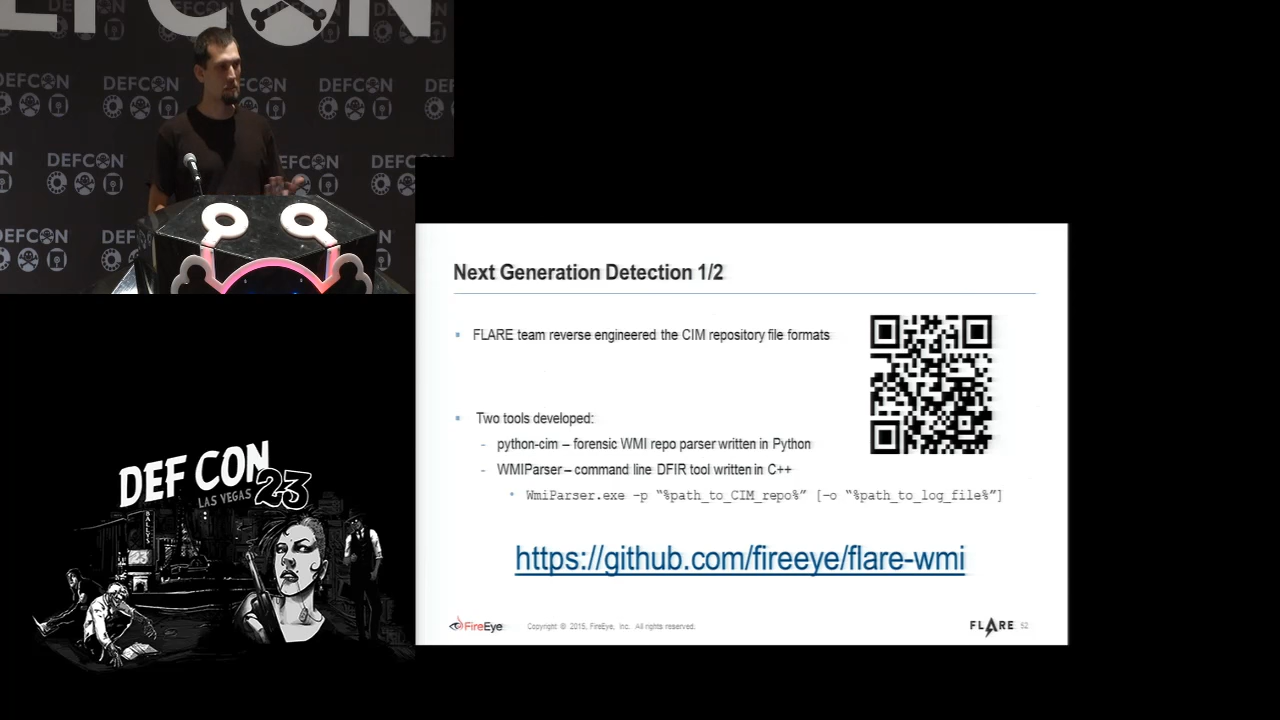 DEFCON
DEFCON
DEFCON
DEFCON
DEFCON
DEFCON
DEFCON
DEFCON
DEF
Next Generation Detection 1/2
FLARE team reverse engineered the CIM repository file formats
Two tools developed:
- python-cim – forensic WMI repo parser written in Python
- WMIParser – command line DFIR tool written in C++
WmiParser.exe –p “%path_to_CIM_repo%” [–o “%path_to_log_file%”]
https://github.com/fireeye/flare-wmi
FireEye
Copyright © 2015, FireEye, Inc. All rights reserved.
FLARE
52
DEF CON
LAS VEGAS 23